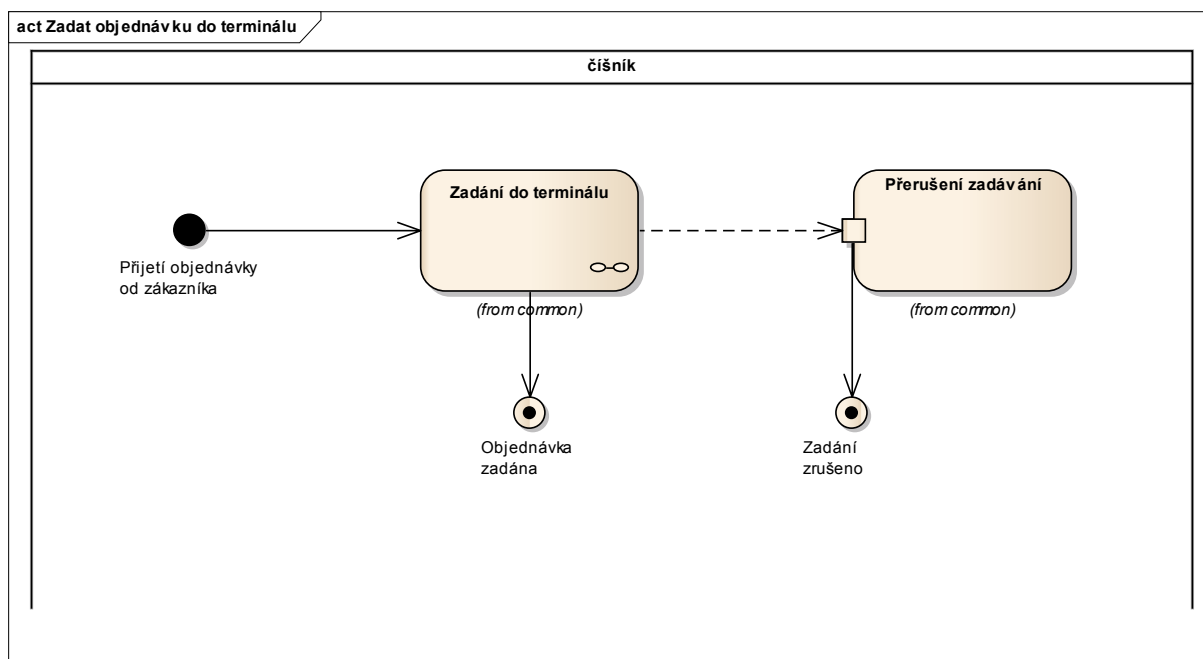 act Zadat objednávku do terminálu
číšník
Zadání do terminálu
Přerušení zadávání
Přijetí objednávky
od zákazníka
(from common)
(from common)
Objednávka
zadána
Zadání
zrušeno